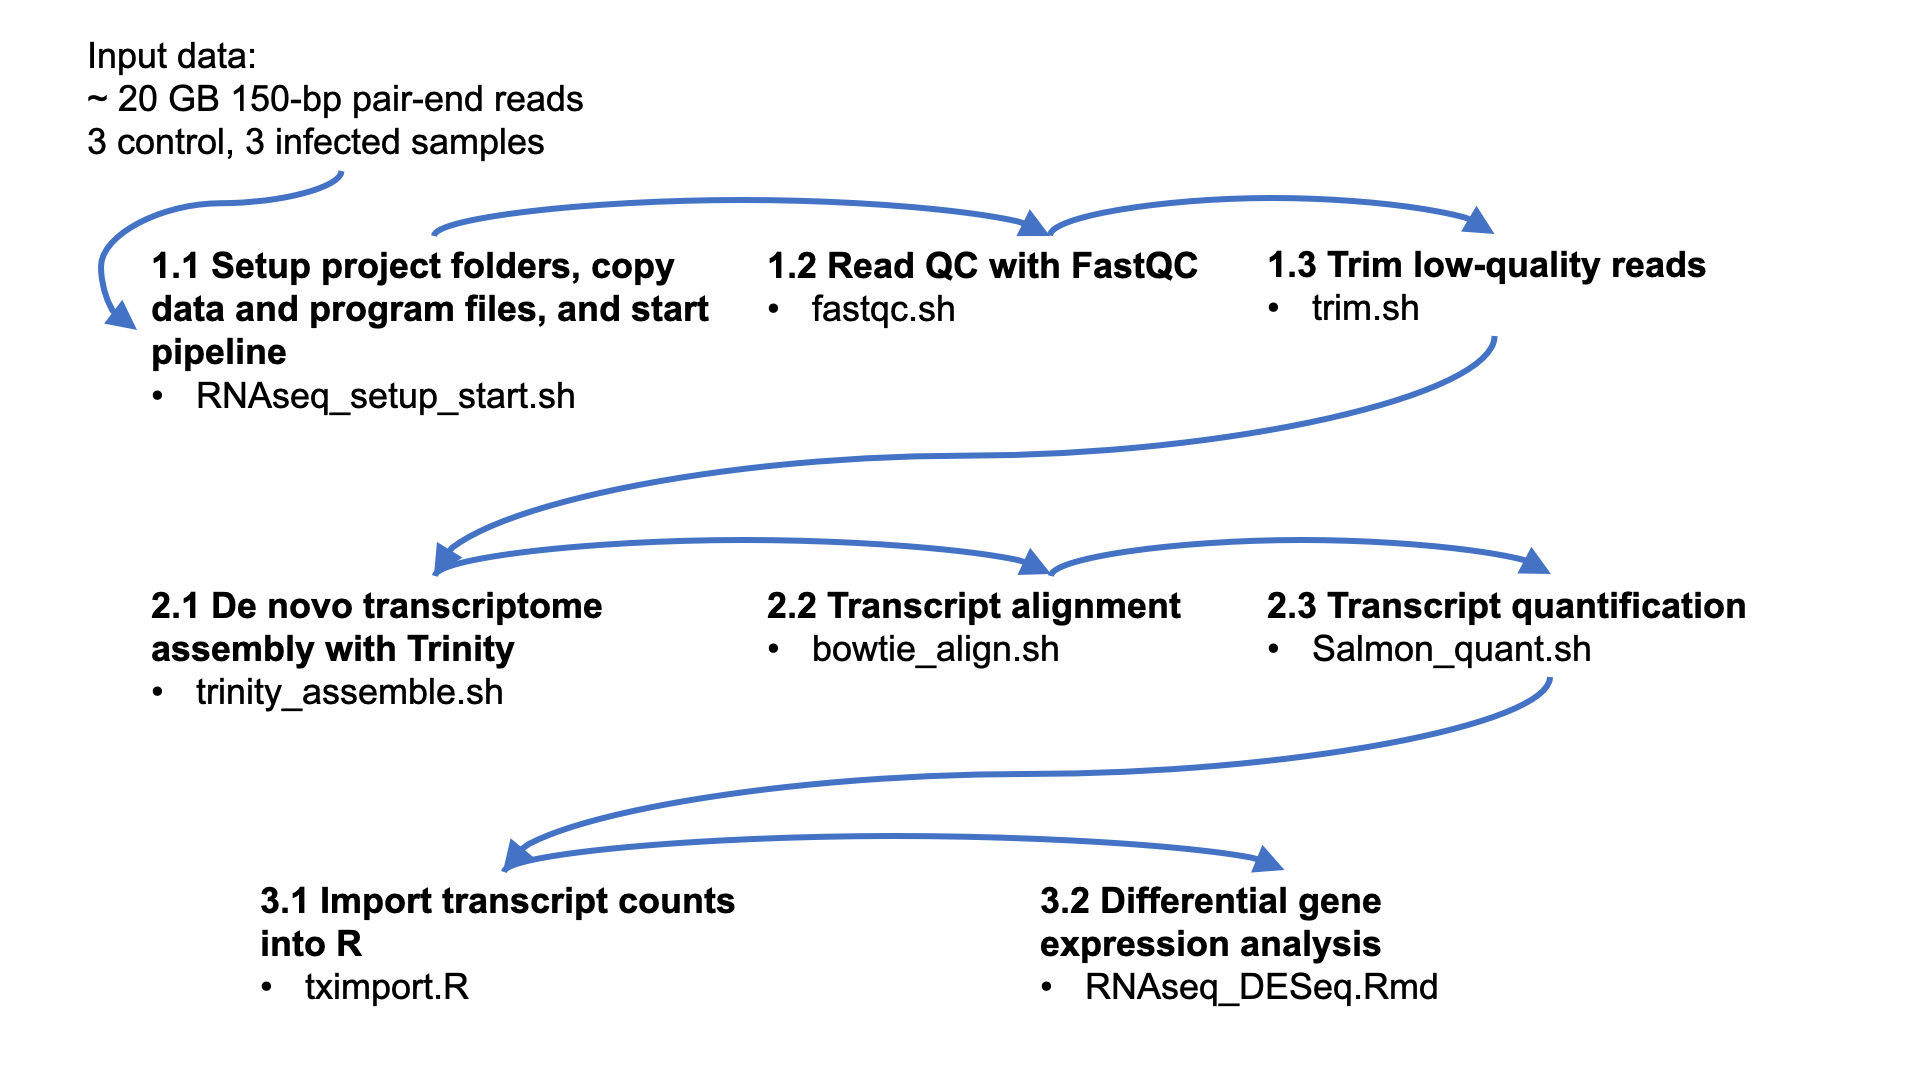 Input data:
~ 20 GB 150-bp pair-end reads
3 control, 3 infected samples
1.1 Setup project folders, copy
data and program files, and start
pipeline
• RNAseq_setup_start.sh
1.2 Read QC with FastQC
• fastqc.sh
1.3 Trim low-quality reads
• trim.sh
2.1 De novo transcriptome
assembly with Trinity
• trinity_assemble.sh
2.2 Transcript alignment
• bowtie_align.sh
2.3 Transcript quantification
• Salmon_quant.sh
3.1 Import transcript counts
into R
• tximport.R
3.2 Differential gene
expression analysis
• RNAseq_DESeq.Rmd